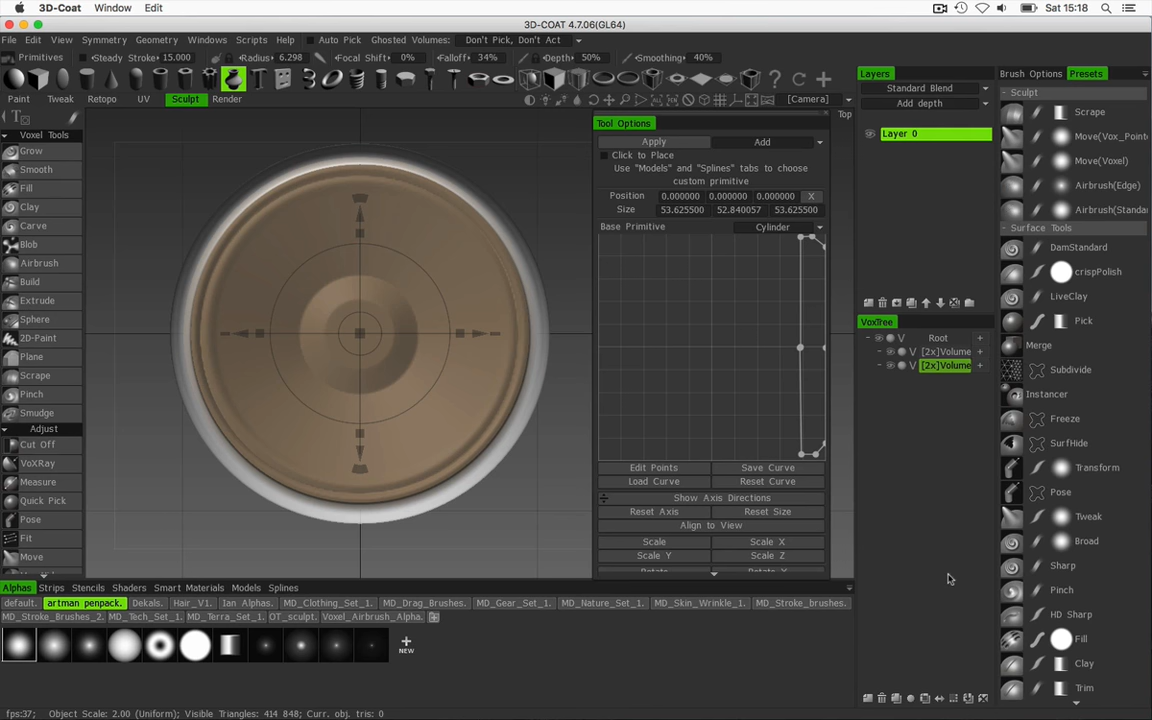 3D-Coat Window Edit Sat 15:18
3D-COAT 4.7.06(GL64)
File Edit View Symmetry Geometry Windows Scripts Help Auto Pick Ghosted Volumes: Don't Pick, Don't Act
Primitives Steady Stroke 15.000 Radius 6.298 Focal Shift 0% Falloff 34% Depth 50% Smoothing 40%
Paint Tweak Retopo UV Sculpt Render [Camera] Top
Voxel Tools
Grow
Smooth
Fill
Clay
Carve
Blob
Airbrush
Build
Extrude
Sphere
2D-Paint
Plane
Scrape
Pinch
Smudge
Adjust
Cut Off
VoXRay
Measure
Quick Pick
Pose
Fit
Move
Tool Options
Apply Add
Click to Place
Use "Models" and "Splines" tabs to choose
custom primitive
Position 0.000000 0.000000 0.000000 X
Size 53.625500 52.840057 53.625500
Base Primitive Cylinder
Edit Points Save Curve
Load Curve Reset Curve
Show Axis Directions
Reset Axis Reset Size
Align to View
Scale Scale X
Scale Y Scale Z
Layers
Standard Blend
Add depth
Layer 0
VoxTree
V Root +
V [2x]Volume +
V [2x]Volume +
Brush Options Presets
Sculpt
Scrape
Move(Vox_Pointe
Move(Voxel)
Airbrush(Edge)
Airbrush(Standa
Surface Tools
DamStandard
crispPolish
LiveClay
Pick
Merge
Subdivide
Instancer
Freeze
SurfHide
Transform
Pose
Tweak
Broad
Sharp
Pinch
HD Sharp
Fill
Clay
Trim
Alphas Strips Stencils Shaders Smart Materials Models Splines
default. artman penpack. Dekals. Hair_V1. 1an Alphas. MD_Clothing_Set_1. MD_Drag_Brushes. MD_Gear_Set_1. MD_Nature_Set_1. MD_Skin_Wrinkle_1. MD_Stroke_brushes.
MD_Stroke_Brushes_2. MD_Tech_Set_1. MD_Terra_Set_1. OT_sculpt. Voxel_Airbrush_Alpha.
NEW
fps:37; Object Scale: 2.00 (Uniform); Visible Triangles: 414 848; Curr. obj. tris: 0